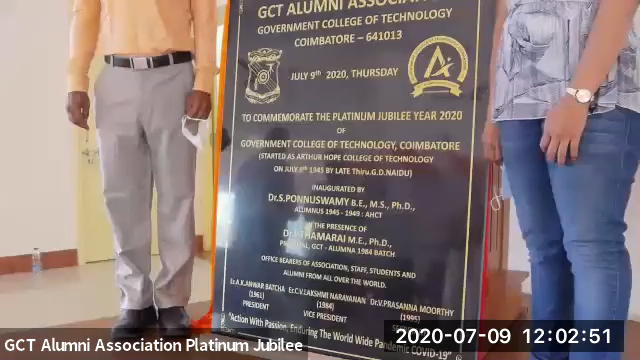 GCT ALUMNI ASSOCIATION
GOVERNMENT COLLEGE OF TECHNOLOGY
COIMBATORE – 641013
JULY 9th 2020, THURSDAY
TO COMMEMORATE THE PLATINUM JUBILEE YEAR 2020
OF
GOVERNMENT COLLEGE OF TECHNOLOGY, COIMBATORE
(STARTED AS ARTHUR HOPE COLLEGE OF TECHNOLOGY
ON JULY 9th 1945 BY LATE Thiru.G.D.NAIDU)
INAUGURATED BY
Dr.S.PONNUSWAMY B.E., M.S., Ph.D.,
ALUMNUS 1945 - 1949 : AHCT
IN THE PRESENCE OF
THAMARAI M.E., Ph.D.,
GCT - ALUMNA 1984 BATCH
OFFICE BEARERS OF ASSOCIATION, STAFF, STUDENTS AND
ALUMNI FROM ALL OVER THE WORLD.
Er.A.K.ANWAR BATCHA Er.C.V.LAKSHMI NARAYANAN Dr.V.PRASANNA MOORTHY
(1961) (1984)
PRESIDENT VICE PRESIDENT
"Action With Passion, Enduring The World Wide Pandemic COVID-19"
GCT Alumni Association Platinum Jubilee
2020-07-09 12:02:51